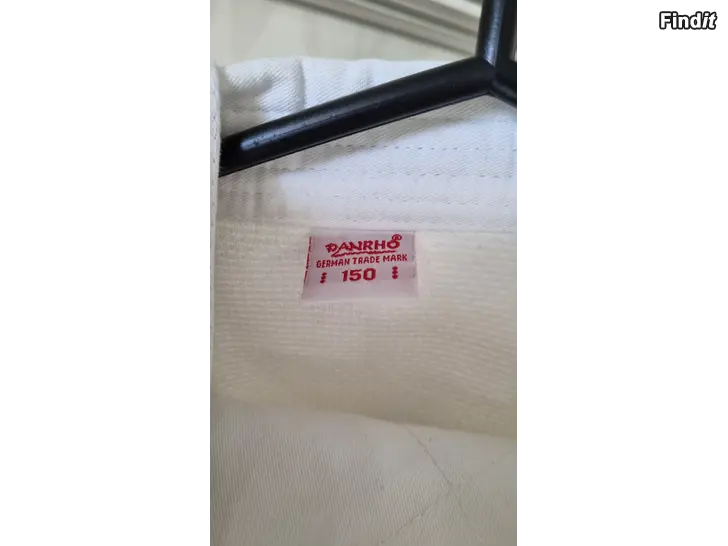 Findit
DANRHO®
GERMAN TRADE MARK
150